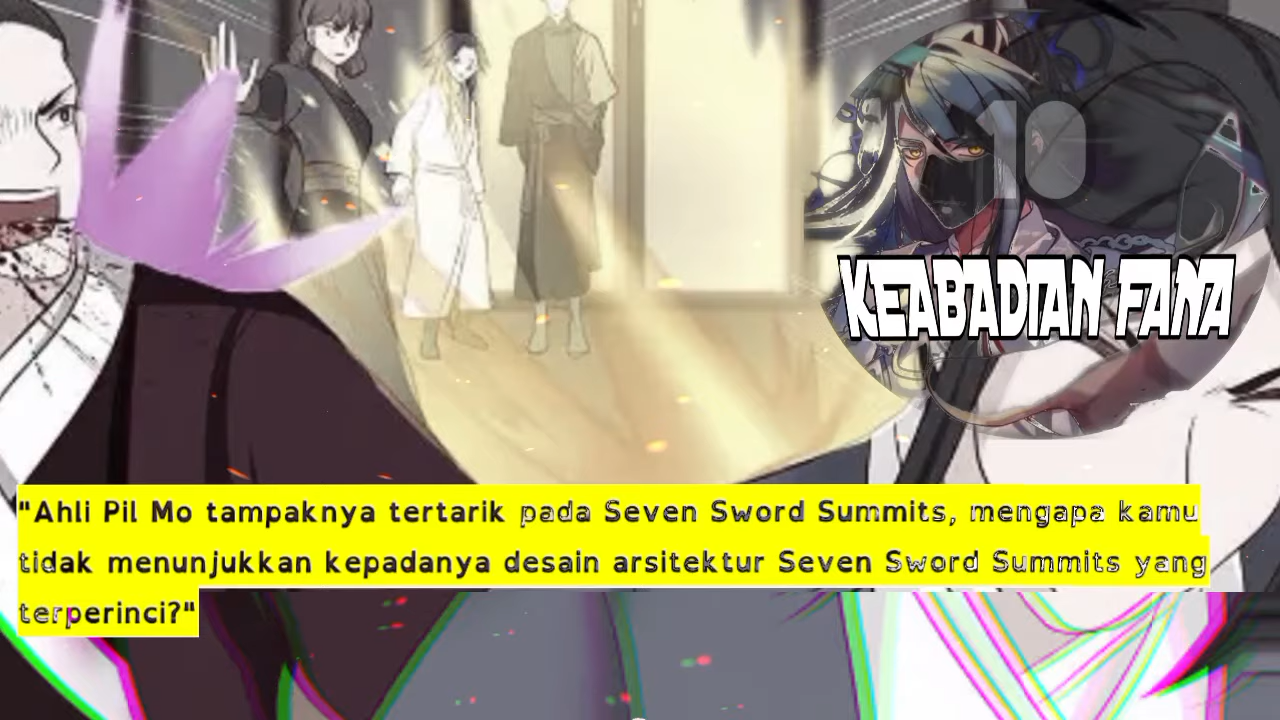 10
KEABADIAN FANA
"Ahli Pil Mo tampaknya tertarik pada Seven Sword Summits, mengapa kamu
tidak menunjukkan kepadanya desain arsitektur Seven Sword Summits yang
terperinci?"